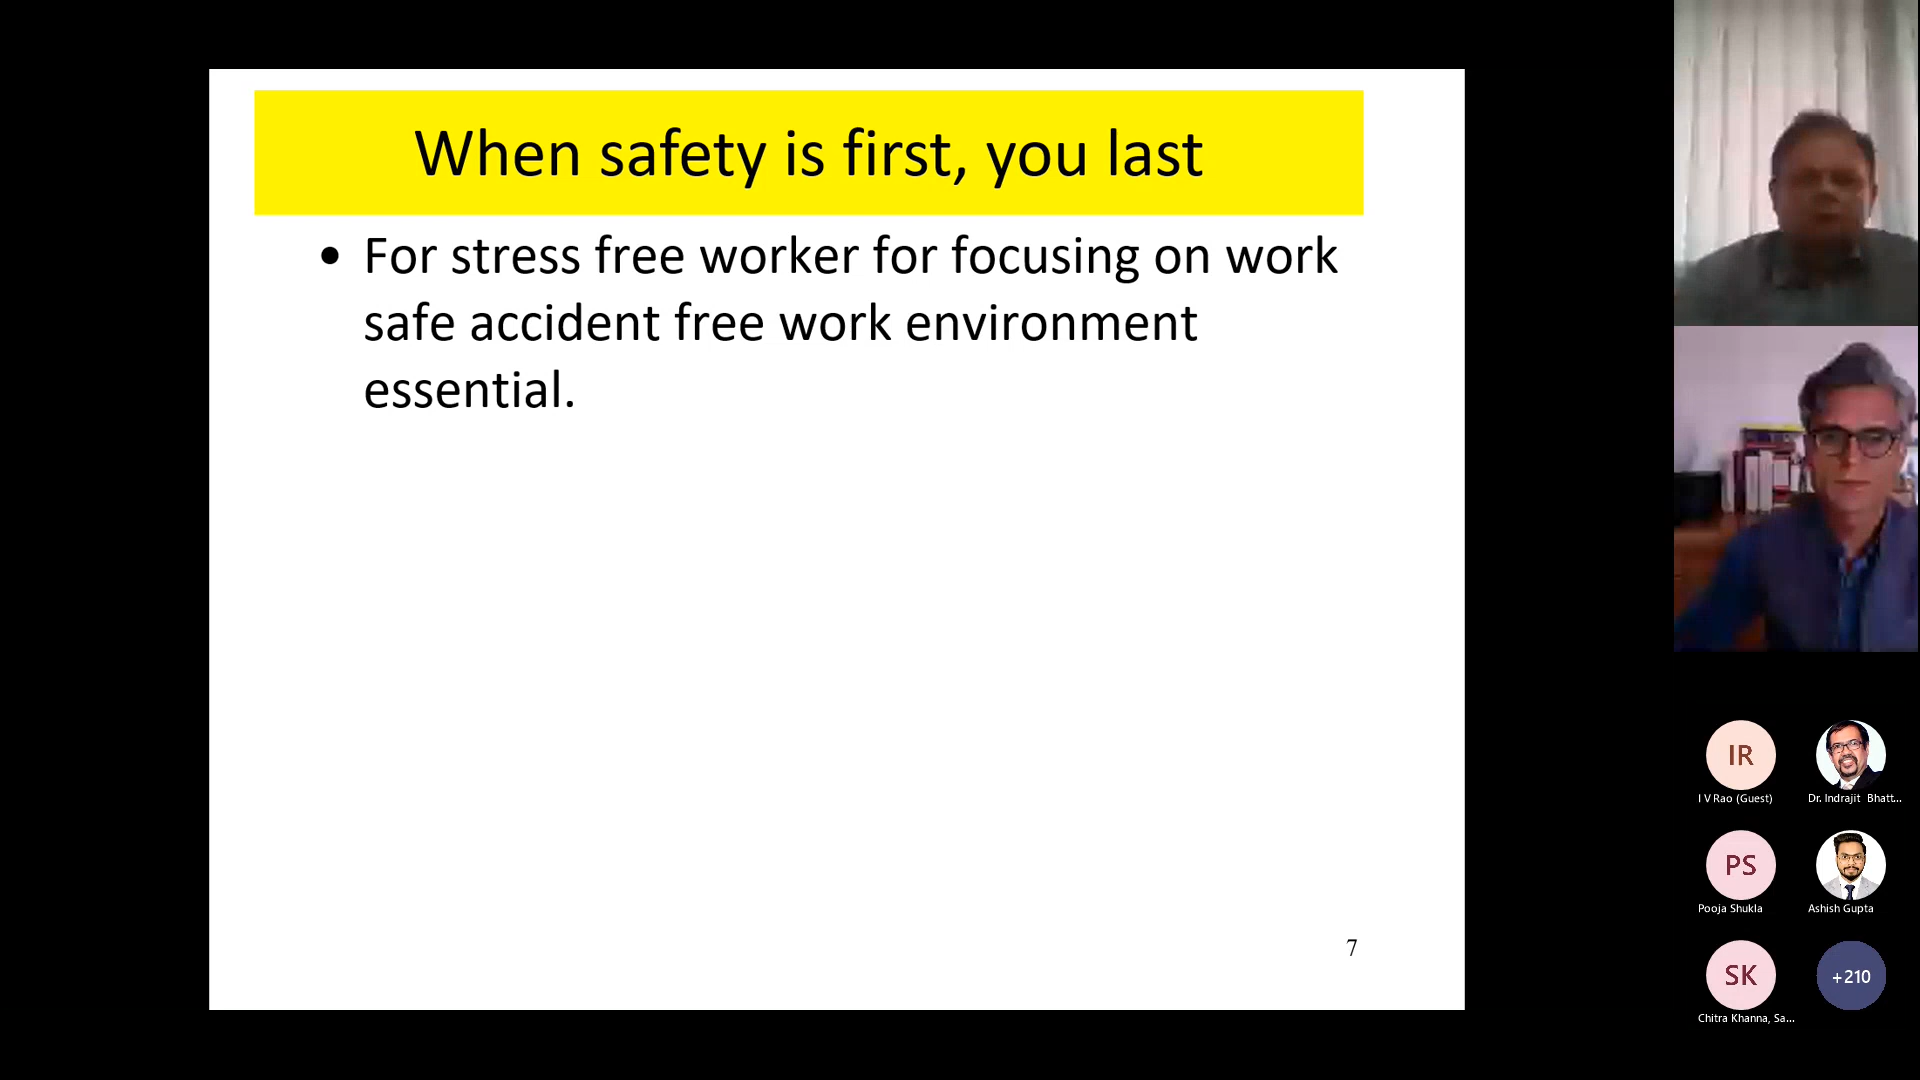 When safety is first, you last
• For stress free worker for focusing on work
safe accident free work environment
essential.
7
IR
I V Rao (Guest)
Dr. Indrajit Bhatt...
PS
Pooja Shukla
Ashish Gupta
SK
Chitra Khanna, Sa...
+210